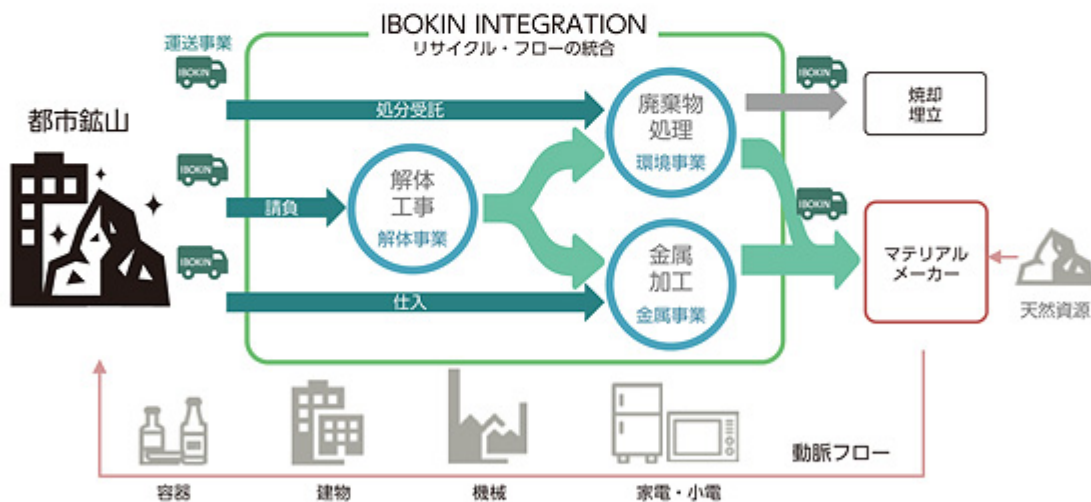 IBOKIN INTEGRATION
リサイクル・フローの統合
運送事業
IBOKIN
IBOKIN
都市鉱山
処分受託
廃棄物
処理
環境事業
焼却
埋立
IBOKIN
解体
工事
解体事業
請負
IBOKIN
IBOKIN
仕入
金属
加工
金属事業
マテリアル
メーカー
天然資源
動脈フロー
容器
建物
機械
家電・小電